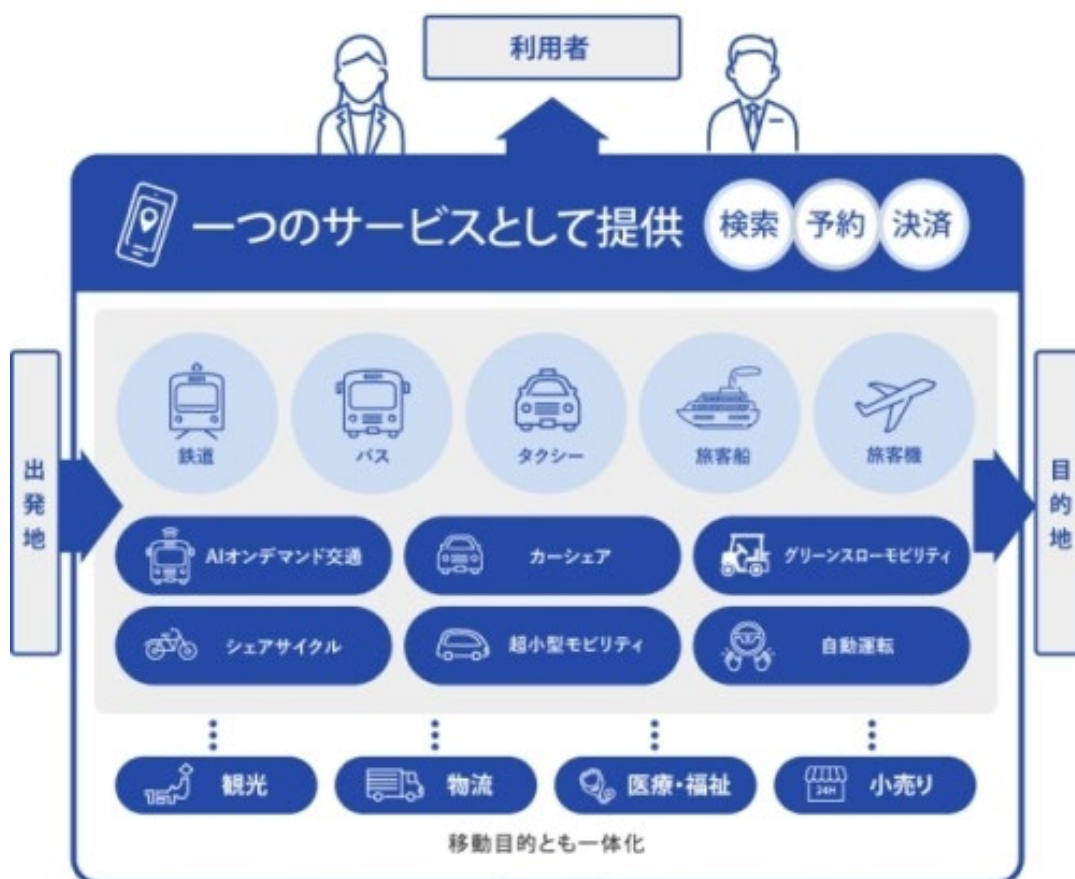 利用者
一つのサービスとして提供
検索
予約
決済
出発地
目的地
鉄道
バス
タクシー
旅客船
旅客機
AIオンデマンド交通
カーシェア
グリーンスローモビリティ
シェアサイクル
超小型モビリティ
自動運転
観光
物流
医療・福祉
24H
小売り
移動目的とも一体化